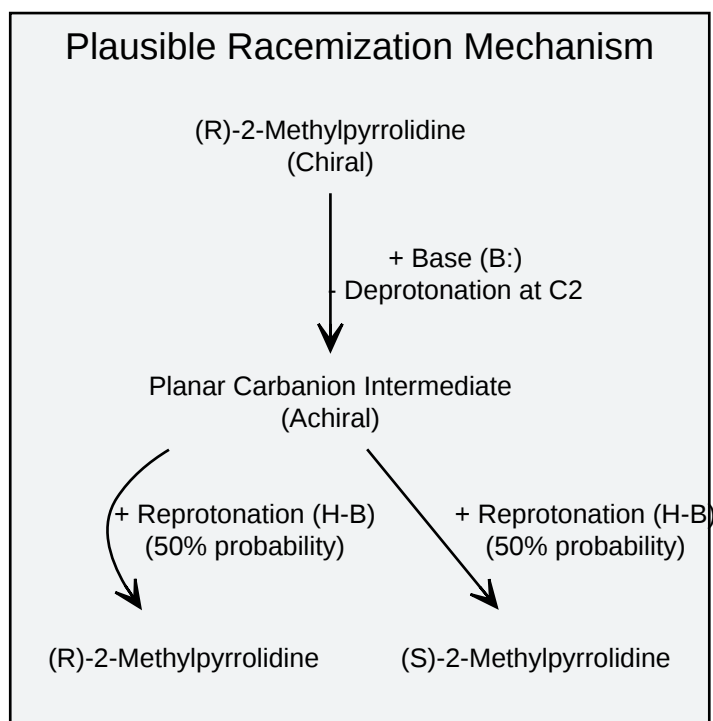 Plausible Racemization Mechanism
(R)-2-Methylpyrrolidine
(Chiral)
+ Base (B:)
- Deprotonation at C2
Planar Carbanion Intermediate
(Achiral)
+ Reprotonation (H-B)
(50% probability)
+ Reprotonation (H-B)
(50% probability)
(R)-2-Methylpyrrolidine
(S)-2-Methylpyrrolidine